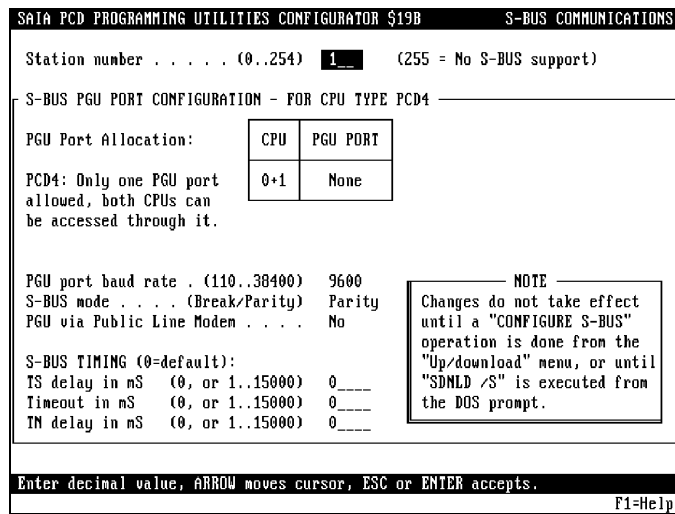 SAIA PCD PROGRAMMING UTILITIES CONFIGURATOR $19B S-BUS COMMUNICATIONS
Station number . . . . . (0..254) 1__ (255 = No S-BUS support)
S-BUS PGU PORT CONFIGURATION - FOR CPU TYPE PCD4
PGU Port Allocation: CPU PGU PORT
PCD4: Only one PGU port 0+1 None
allowed, both CPUs can
be accessed through it.
PGU port baud rate . (110..38400) 9600
S-BUS mode . . . . (Break/Parity) Parity
PGU via Public Line Modem . . . . No
S-BUS TIMING (0=default):
TS delay in mS (0, or 1..15000) 0____
Timeout in mS (0, or 1..15000) 0____
TN delay in mS (0, or 1..15000) 0____
NOTE
Changes do not take effect
until a "CONFIGURE S-BUS"
operation is done from the
"Up/download" menu, or until
"SDNLD /S" is executed from
the DOS prompt.
Enter decimal value, ARROW moves cursor, ESC or ENTER accepts.
F1=Help